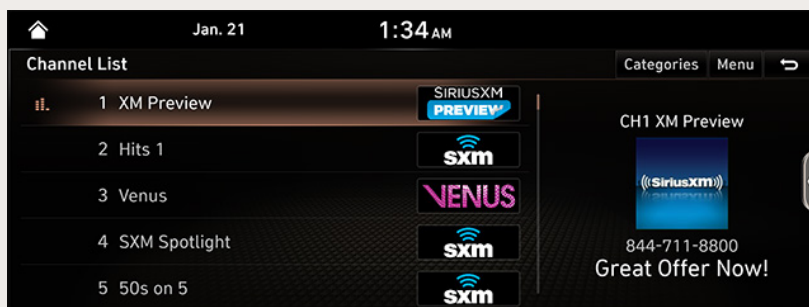 Jan. 21 1:34 AM
Channel List Categories Menu
1 XM Preview SIRIUSXM PREVIEW
2 Hits 1 sxm
3 Venus VENUS
4 SXM Spotlight sxm
5 50s on 5 sxm
CH1 XM Preview
((SiriusXM))
844-711-8800
Great Offer Now!